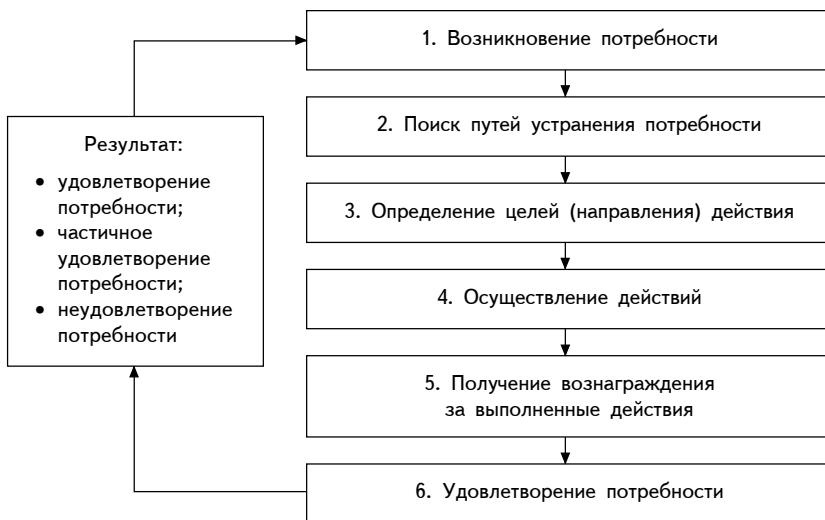 1. Возникновение потребности
2. Поиск путей устранения потребности
3. Определение целей (направления) действия
4. Осуществление действий
5. Получение вознаграждения
за выполненные действия
6. Удовлетворение потребности
Результат:
• удовлетворение
потребности;
• частичное
удовлетворение
потребности;
• неудовлетворение
потребности